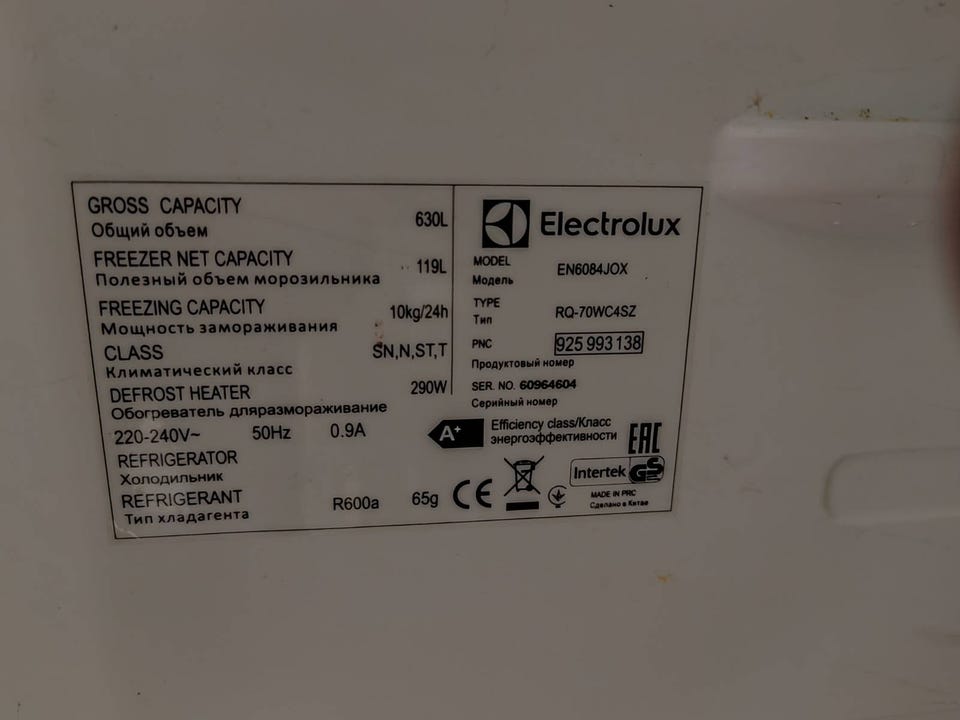 GROSS CAPACITY 630L
Общий объем
FREEZER NET CAPACITY 119L
Полезный объем морозильника
FREEZING CAPACITY 10kg/24h
Мощность замораживания
CLASS SN,N,ST,T
Климатический класс
DEFROST HEATER 290W
Обогреватель дляразмораживание
220-240V~ 50Hz 0.9A
REFRIGERATOR
Холодильник
REFRIGERANT R600a 65g
Тип хладагента
Electrolux
MODEL EN6084JOX
Модель
TYPE RQ-70WC4SZ
Тип
PNC 925 993 138
Продуктовый номер
SER. NO. 60964604
Серийный номер
A+ Efficiency class/Класс
энергоэффективности
EAC
CE
Intertek GS
MADE IN PRC
Сделано в Китае